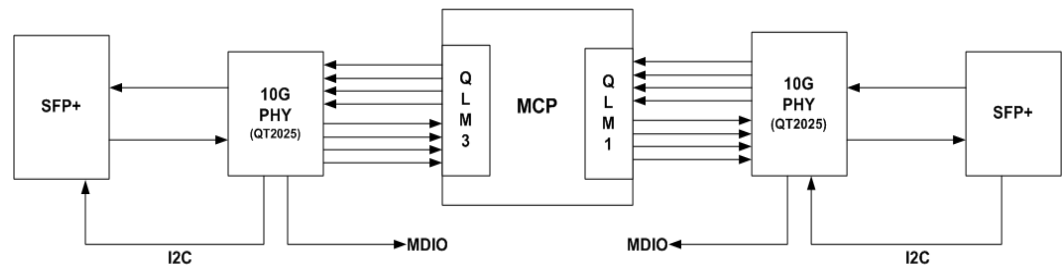 SFP+
10G
PHY
(QT2025)
Q
L
M
3
MCP
Q
L
M
1
10G
PHY
(QT2025)
SFP+
I2C
MDIO
MDIO
I2C